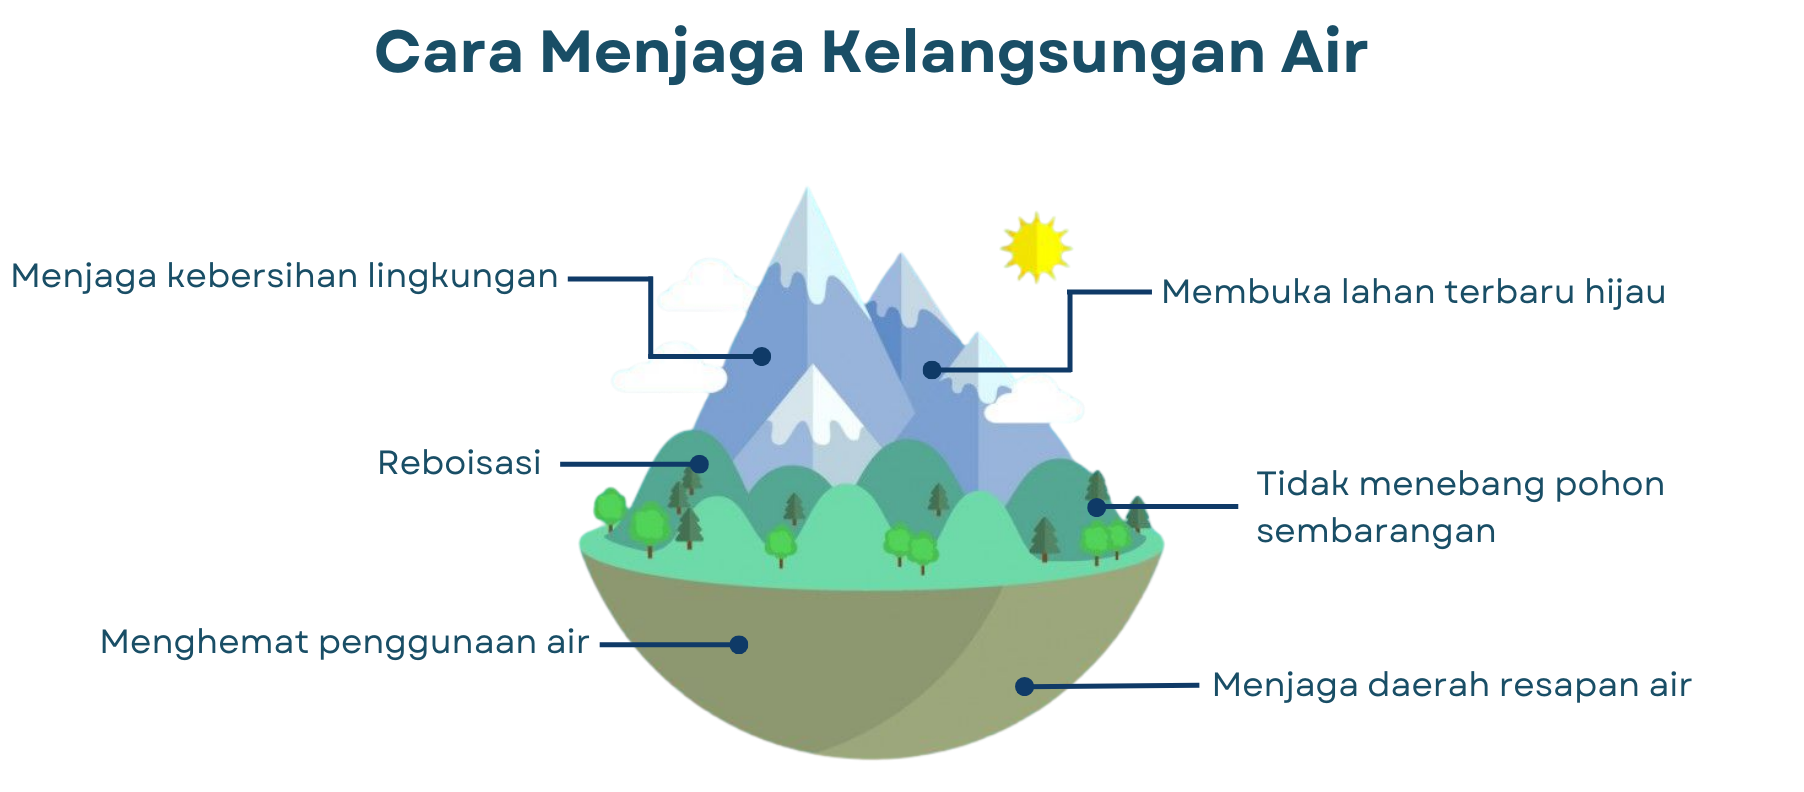 Cara Menjaga Kelangsungan Air
Menjaga kebersihan lingkungan
Membuka lahan terbaru hijau
Reboisasi
Tidak menebang pohon
sembarangan
Menghemat penggunaan air
Menjaga daerah resapan air